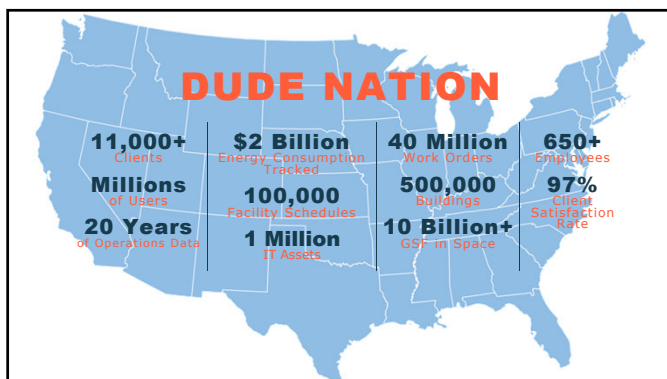 DUDE NATION
11,000+
Clients
Millions
of Users
20 Years
of Operations Data
$2 Billion
Energy Consumption
Tracked
100,000
Facility Schedules
1 Million
IT Assets
40 Million
Work Orders
500,000
Buildings
10 Billion+
GSF in Space
650+
Employees
97%
Client
Satisfaction
Rate